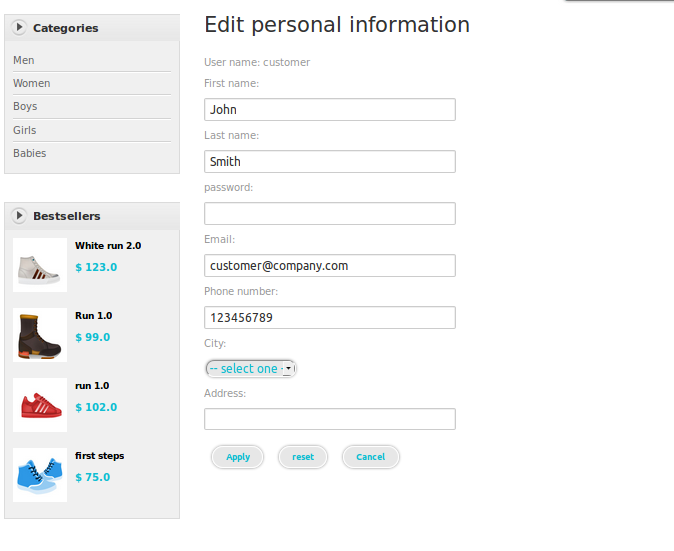 Categories
Men
Women
Boys
Girls
Babies
Bestsellers
White run 2.0
$ 123.0
Run 1.0
$ 99.0
run 1.0
$ 102.0
first steps
$ 75.0
Edit personal information
User name: customer
First name:
John
Last name:
Smith
password:
Email:
customer@company.com
Phone number:
123456789
City:
-- select one -
Address:
Apply reset Cancel